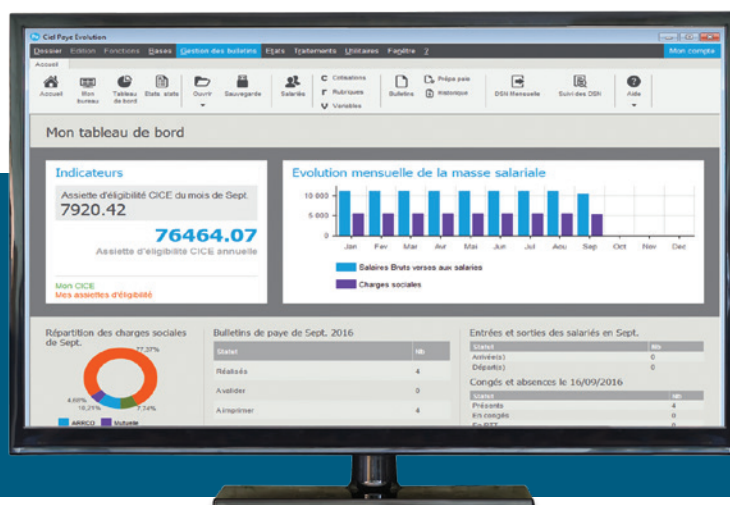 Ciel Paye Evolution
Dossier Edition Fonctions Bases Gestion des bulletins Etats Traitements Utilitaires Fenêtre ? Mon compte
Accueil
Accueil Mon bureau Tableau de bord Etats stats Ouvrir Sauvegarde Salariés C Cotisations Bulletins Prépa paie DSN Mensuelle Suivi des DSN Aide
r Rubriques Historique
V Variables
Mon tableau de bord
Indicateurs
Assiette d'éligibilité CICE du mois de Sept.
7920.42
76464.07
Assiette d'éligibilité CICE annuelle
Mon CICE
Mes assiettes d'éligibilité
Evolution mensuelle de la masse salariale
10 000
5 000
0
Jan Fev Mar Avr Mai Jun Jul Aou Sep Oct Nov Dec
Salaires Bruts verses aux salaries
Charges sociales
Répartition des charges sociales
de Sept.
77,37%
4,68%
10,21%
7,74%
ARRCO Mutuelle
Bulletins de paye de Sept. 2016
Statut Nb
Réalisés 4
A valider 0
A imprimer 4
Entrées et sorties des salariés en Sept.
Statut Nb
Arrivée(s) 0
Départ(s) 0
Congés et absences le 16/09/2016
Statut Nb
Présents 4
En congés 0
En RTT 0